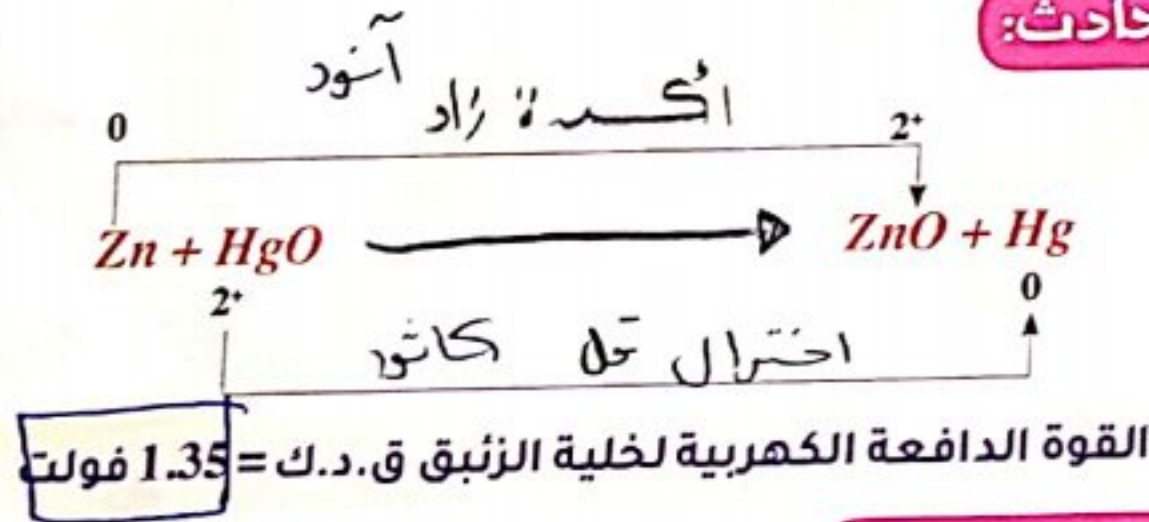 حادث:
آنود
أكسدة زاد
0 2⁺
Zn + HgO ZnO + Hg
2⁺ 0
اختزال قل كاثود
القوة الدافعة الكهربية لخلية الزئبق ق.د.ك = 1.35 فولت